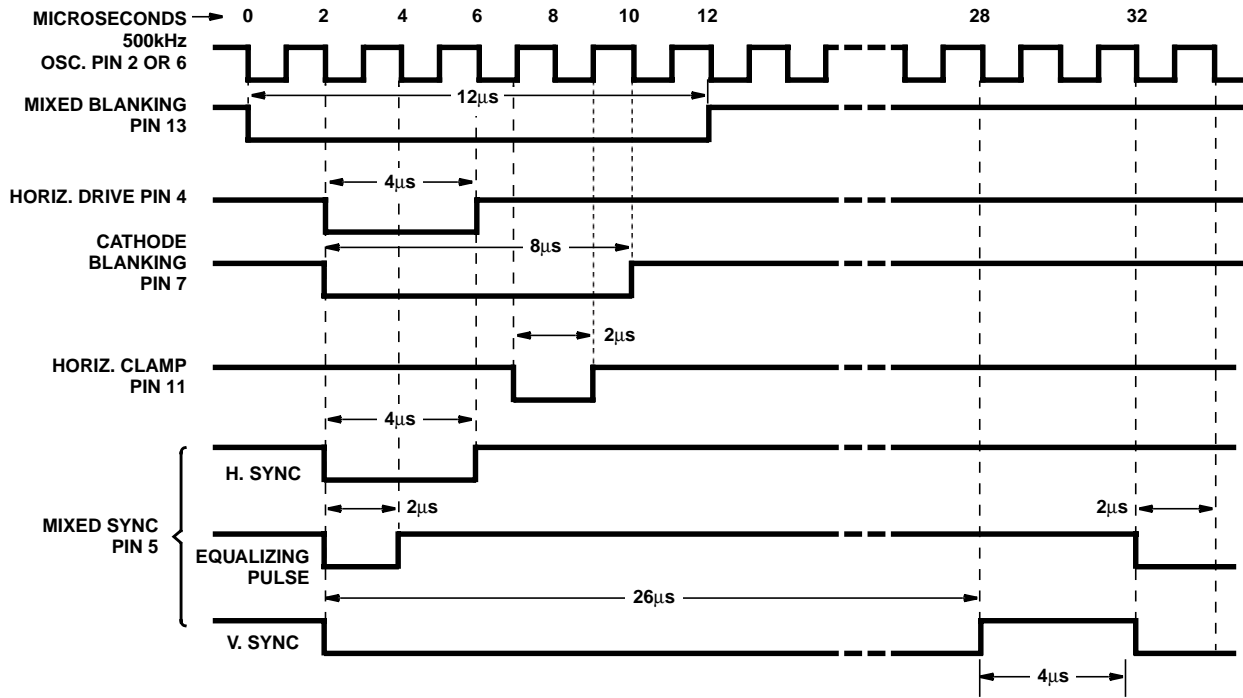 MICROSECONDS 0 2 4 6 8 10 12 28 32
500kHz
OSC. PIN 2 OR 6
12µs
MIXED BLANKING
PIN 13
4µs
HORIZ. DRIVE PIN 4
CATHODE
BLANKING
PIN 7
8µs
2µs
HORIZ. CLAMP
PIN 11
4µs
H. SYNC
2µs 2µs
MIXED SYNC
PIN 5
EQUALIZING
PULSE
26µs
V. SYNC
4µs